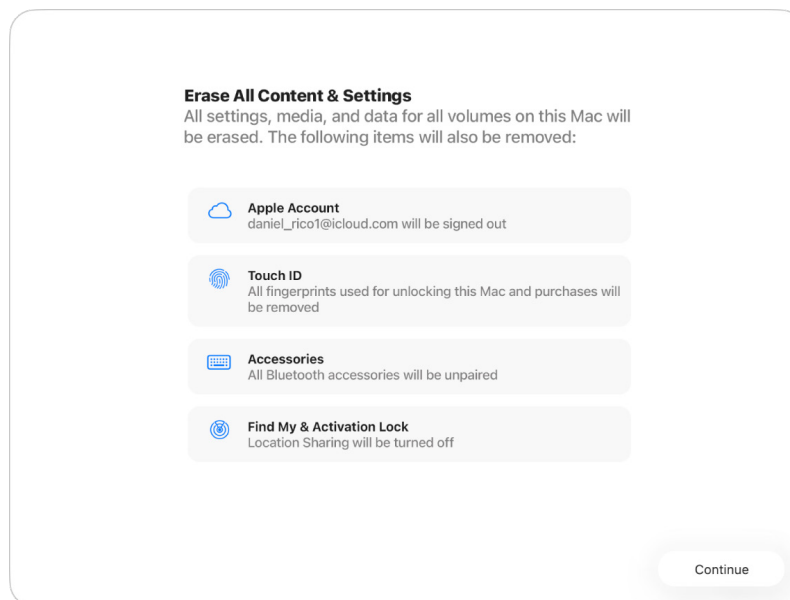 Erase All Content & Settings
All settings, media, and data for all volumes on this Mac will
be erased. The following items will also be removed:
Apple Account
daniel_rico1@icloud.com will be signed out
Touch ID
All fingerprints used for unlocking this Mac and purchases will
be removed
Accessories
All Bluetooth accessories will be unpaired
Find My & Activation Lock
Location Sharing will be turned off
Continue